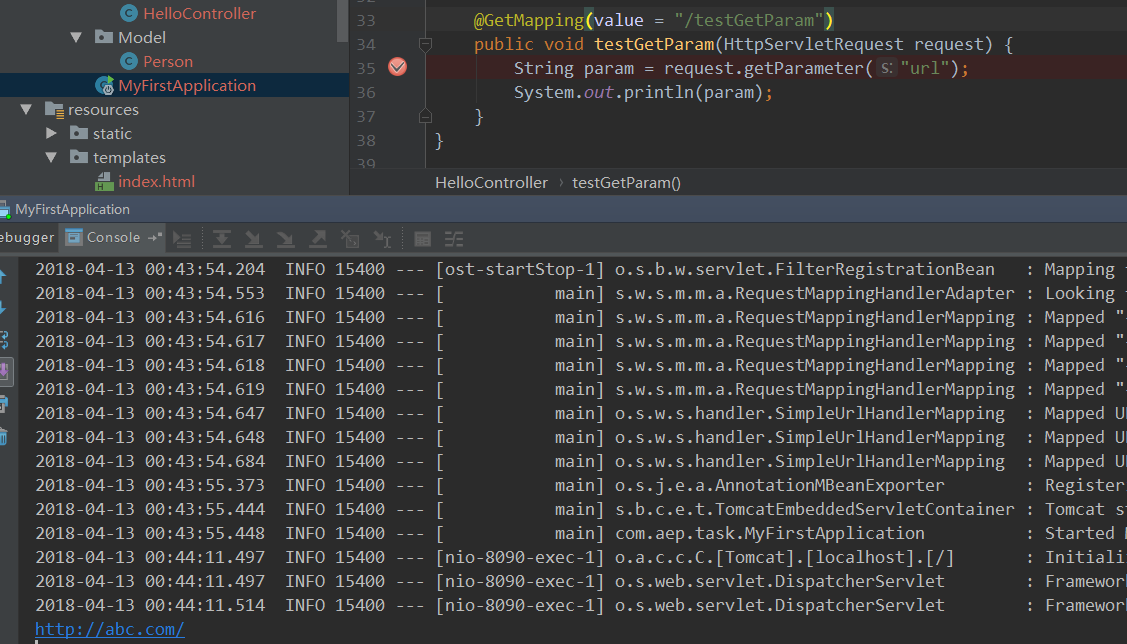 HelloController
Model
Person
MyFirstApplication
resources
static
templates
index.html
33 @GetMapping(value = "/testGetParam")
34 public void testGetParam(HttpServletRequest request) {
35 String param = request.getParameter( s: "url");
36 System.out.println(param);
37 }
38 }
39
HelloController › testGetParam()
MyFirstApplication
ebugger Console
2018-04-13 00:43:54.204 INFO 15400 --- [ost-startStop-1] o.s.b.w.servlet.FilterRegistrationBean : Mapping
2018-04-13 00:43:54.553 INFO 15400 --- [ main] s.w.s.m.m.a.RequestMappingHandlerAdapter : Looking
2018-04-13 00:43:54.616 INFO 15400 --- [ main] s.w.s.m.m.a.RequestMappingHandlerMapping : Mapped "
2018-04-13 00:43:54.617 INFO 15400 --- [ main] s.w.s.m.m.a.RequestMappingHandlerMapping : Mapped "
2018-04-13 00:43:54.618 INFO 15400 --- [ main] s.w.s.m.m.a.RequestMappingHandlerMapping : Mapped "
2018-04-13 00:43:54.619 INFO 15400 --- [ main] s.w.s.m.m.a.RequestMappingHandlerMapping : Mapped "
2018-04-13 00:43:54.647 INFO 15400 --- [ main] o.s.w.s.handler.SimpleUrlHandlerMapping : Mapped U
2018-04-13 00:43:54.648 INFO 15400 --- [ main] o.s.w.s.handler.SimpleUrlHandlerMapping : Mapped U
2018-04-13 00:43:54.684 INFO 15400 --- [ main] o.s.w.s.handler.SimpleUrlHandlerMapping : Mapped U
2018-04-13 00:43:55.373 INFO 15400 --- [ main] o.s.j.e.a.AnnotationMBeanExporter : Register
2018-04-13 00:43:55.444 INFO 15400 --- [ main] s.b.c.e.t.TomcatEmbeddedServletContainer : Tomcat s
2018-04-13 00:43:55.448 INFO 15400 --- [ main] com.aep.task.MyFirstApplication : Started
2018-04-13 00:44:11.497 INFO 15400 --- [nio-8090-exec-1] o.a.c.c.C.[Tomcat].[localhost].[/] : Initiali
2018-04-13 00:44:11.497 INFO 15400 --- [nio-8090-exec-1] o.s.web.servlet.DispatcherServlet : Framewor
2018-04-13 00:44:11.514 INFO 15400 --- [nio-8090-exec-1] o.s.web.servlet.DispatcherServlet : Framewor
http://abc.com/